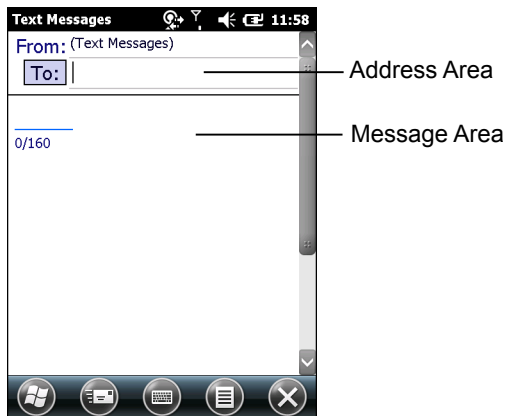 Text Messages 11:58
From: (Text Messages)
To:
Address Area
Message Area
0/160